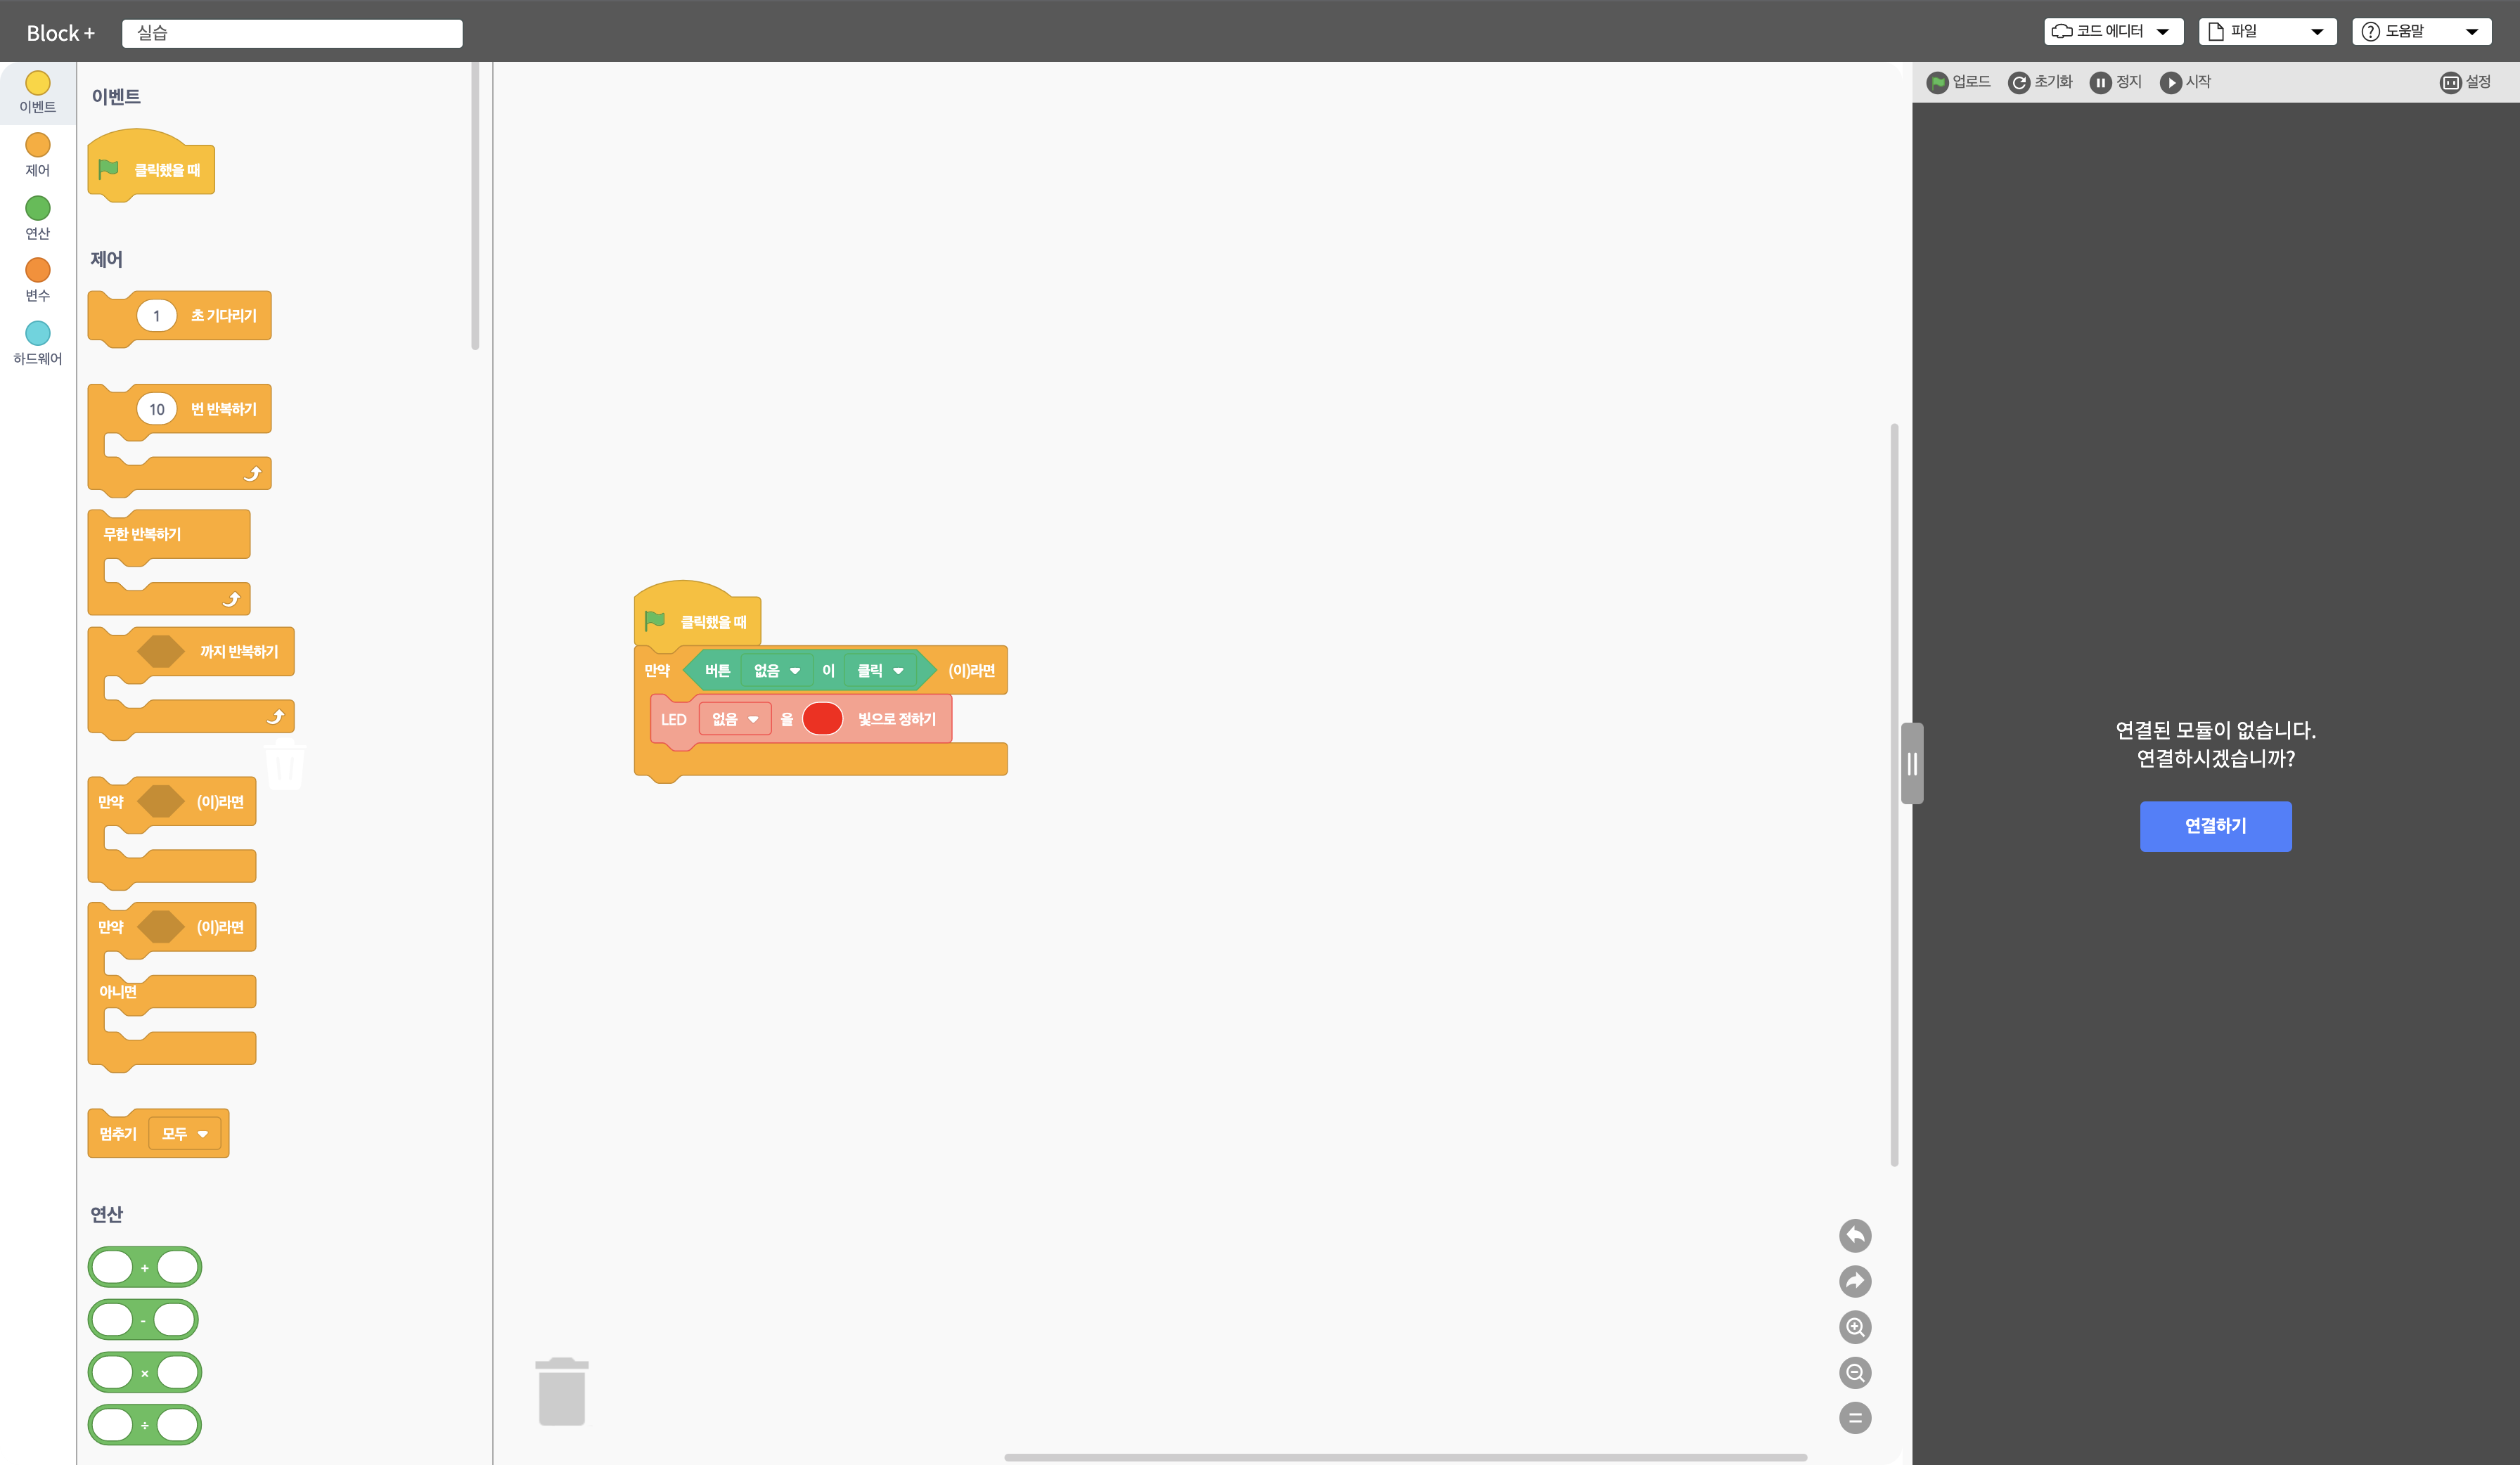 Block +
실습
코드 에디터
파일
도움말
이벤트
제어
연산
변수
하드웨어
이벤트
클릭했을 때
제어
1 초 기다리기
10 번 반복하기
무한 반복하기
까지 반복하기
만약 (이)라면
만약 (이)라면
아니면
멈추기 모두
연산
+
-
×
÷
클릭했을 때
만약 버튼 없음 이 클릭 (이)라면
LED 없음 을 빛으로 정하기
업로드 초기화 정지 시작 설정
연결된 모듈이 없습니다.
연결하시겠습니까?
연결하기